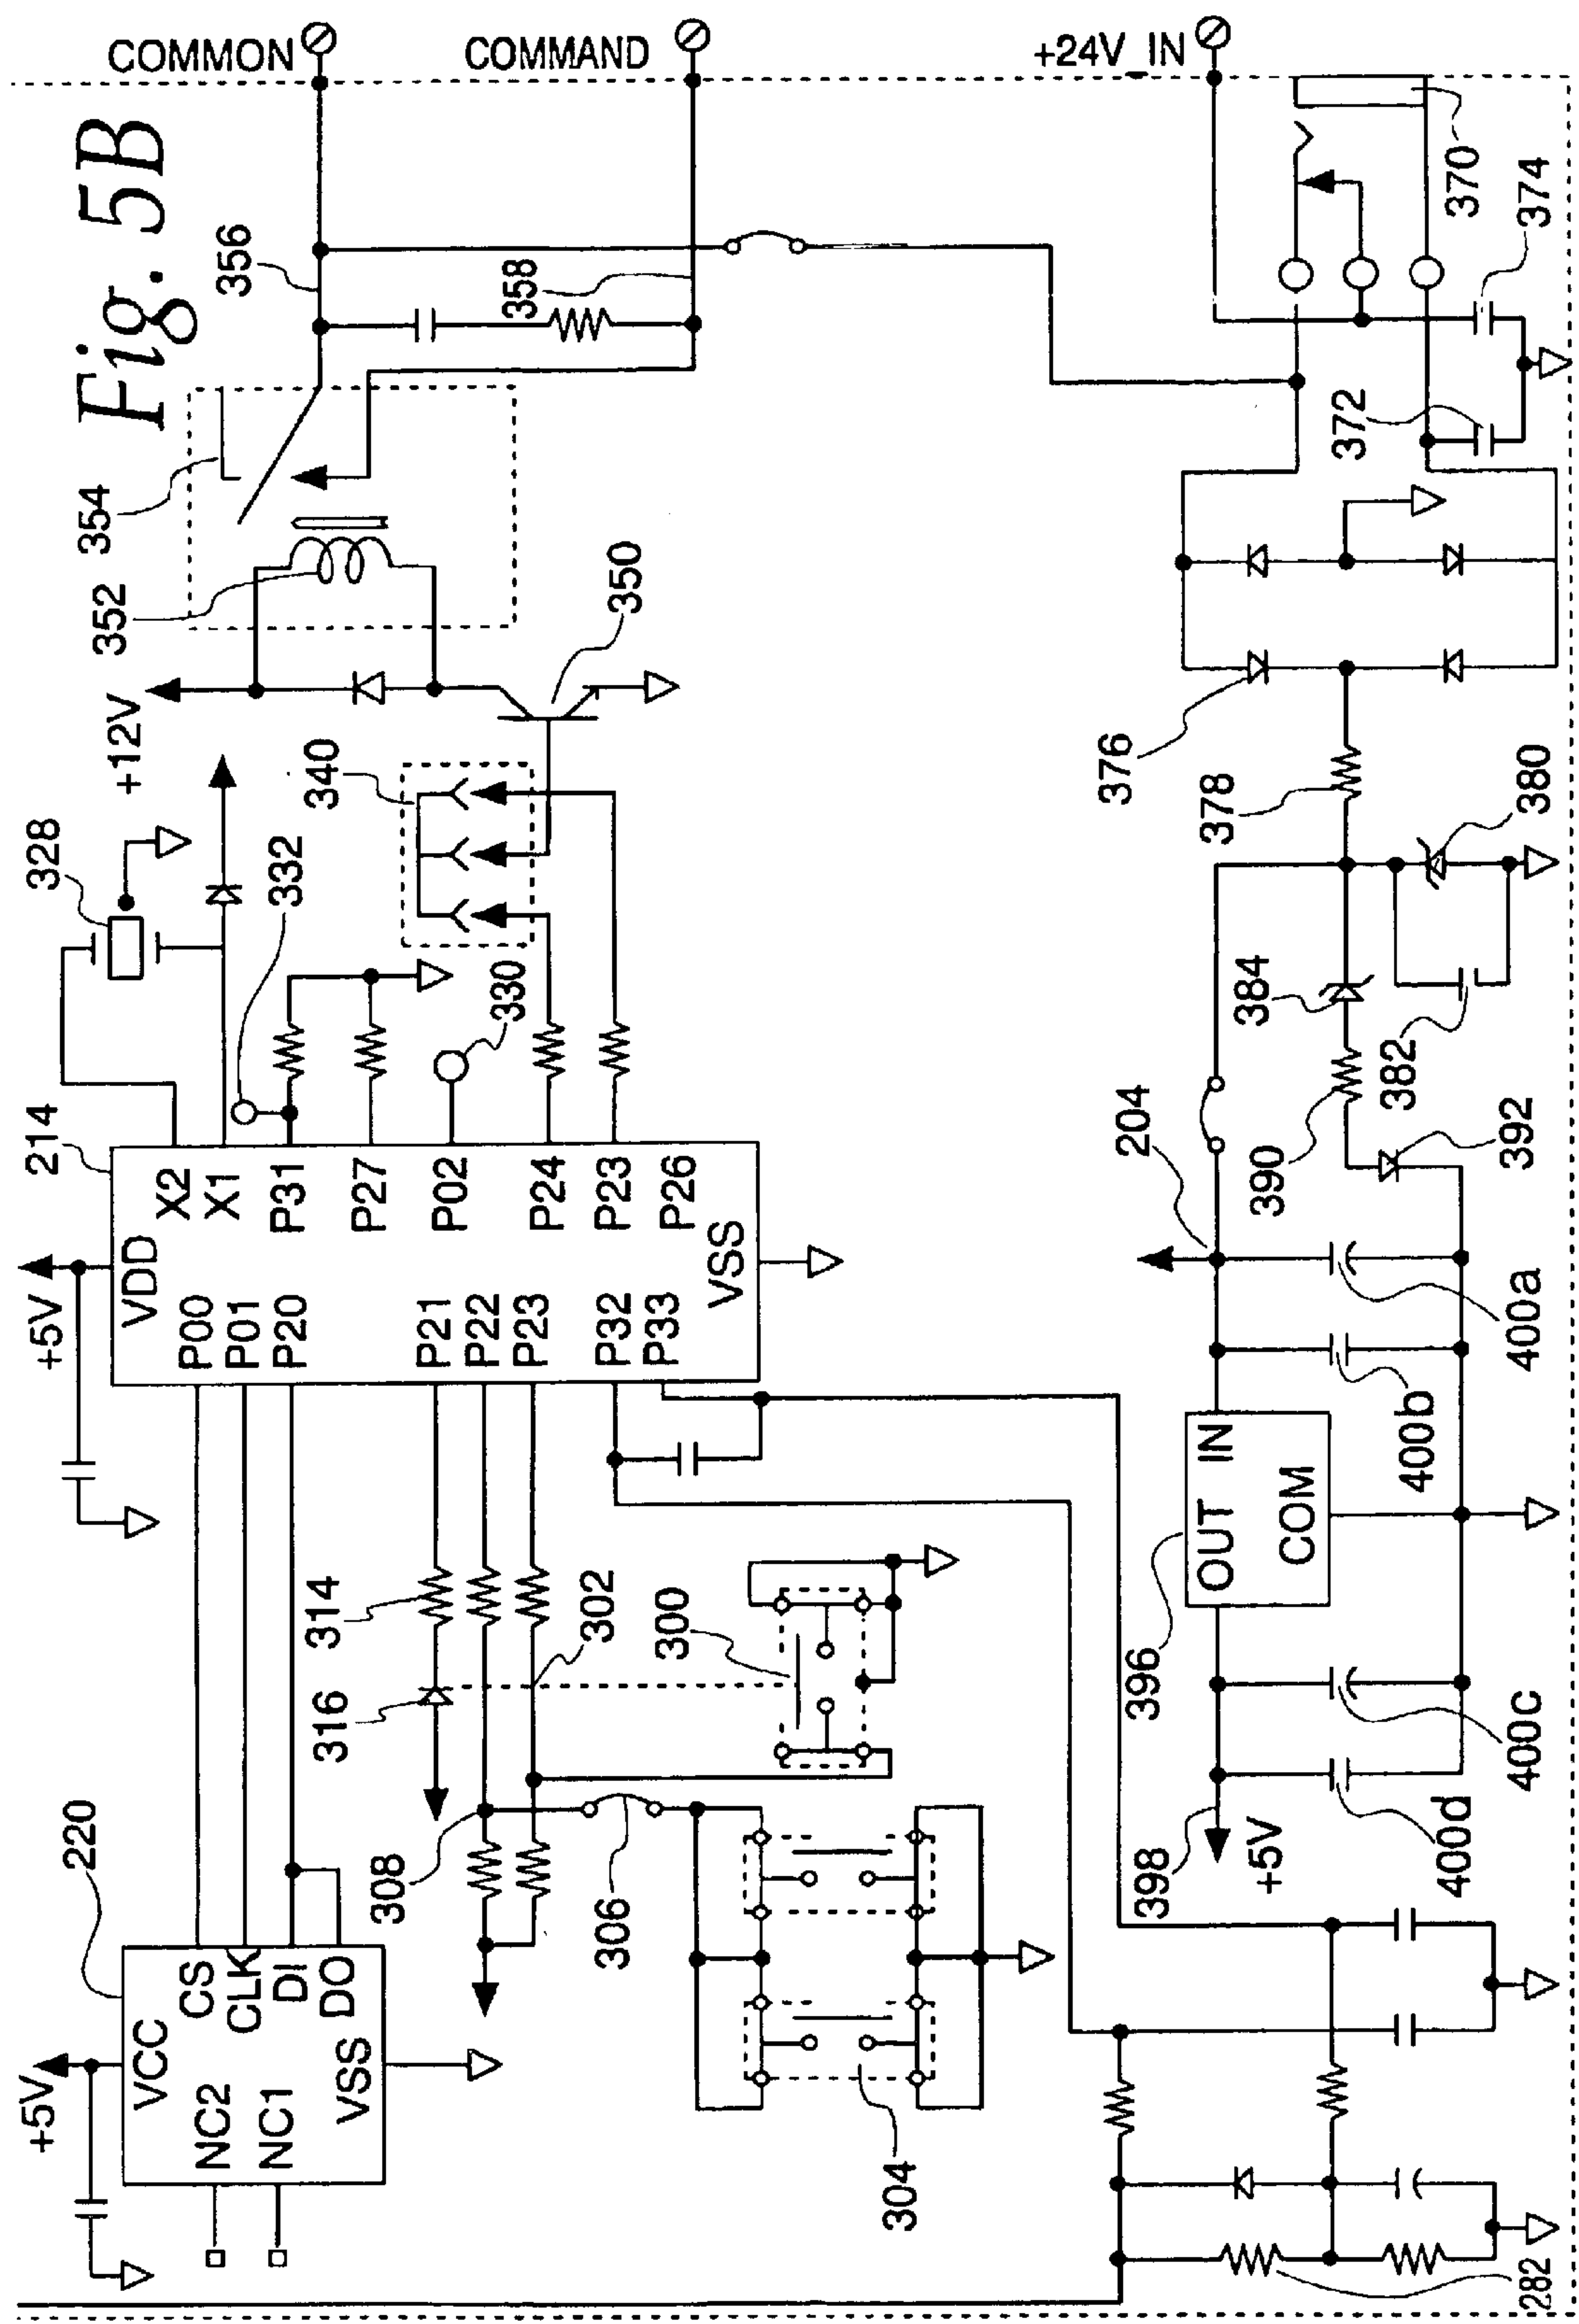 COMMON
COMMAND
+24V_IN
Fig. 5B
356
358
370
374
372
354
352
350
+12V
340
376
378
380
328
332
330
384
382
214
204
390
392
+5V
VDD
X2
X1
P31
P27
P02
P24
P23
P26
VSS
P00
P01
P20
P21
P22
P23
P32
P33
400a
400b
IN
OUT
COM
396
314
302
300
316
400c
400d
398
+5V
220
308
306
+5V
VCC
CS
CLK
DI
DO
NC2
NC1
VSS
304
282